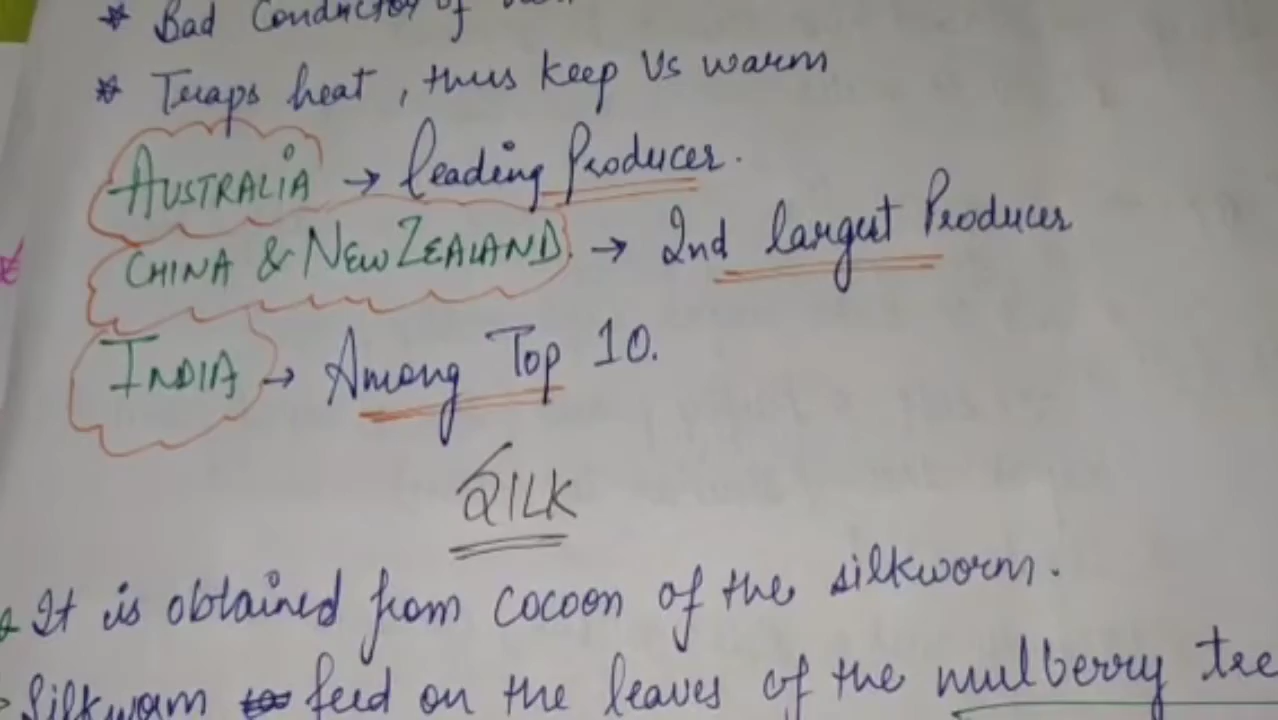 * Bad Conductor of
* Traps heat, thus keep Us warm
AUSTRALIA → leading Producer.
CHINA & NEW ZEALAND → 2nd largest Producer
INDIA → Among Top 10.
SILK
It is obtained from cocoon of the silkworm.
Silkworm feed on the leaves of the mulberry tree